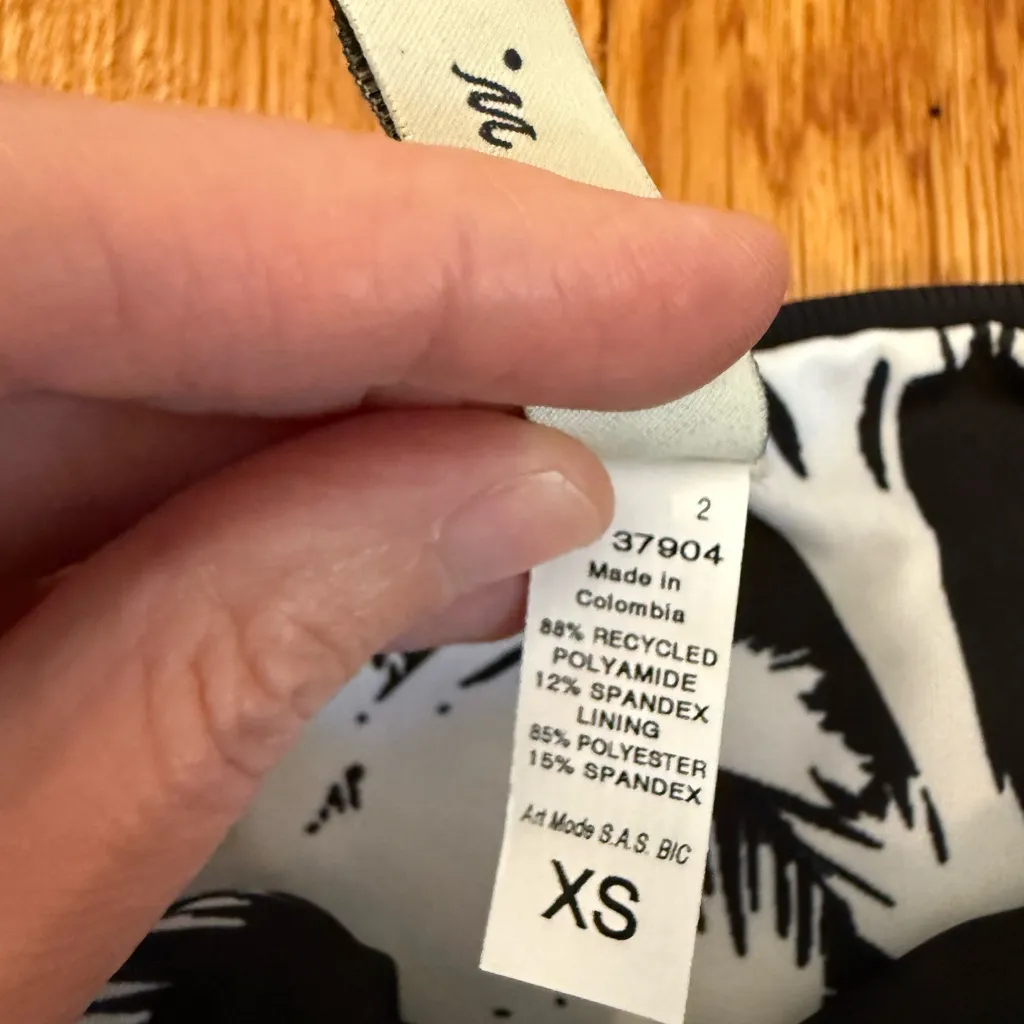 2
37904
Made in
Colombia
88% RECYCLED
POLYAMIDE
12% SPANDEX
LINING
85% POLYESTER
15% SPANDEX
Art Mode S.A.S. BIC
XS